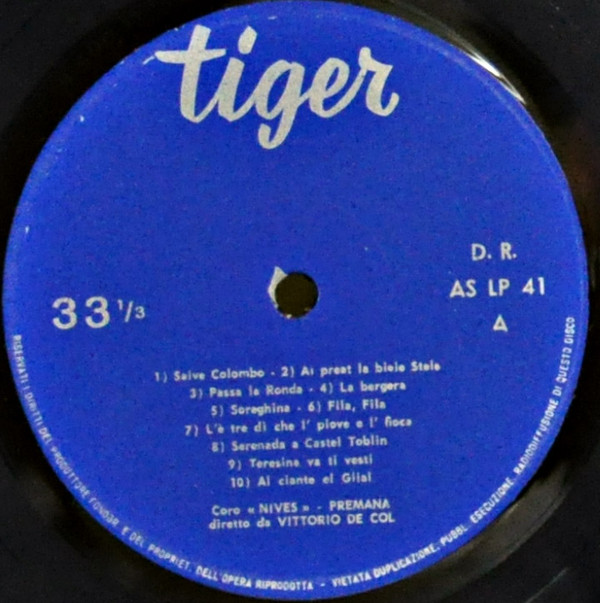 tiger
D. R.
33 1/3
AS LP 41
A
1) Salve Colombo - 2) Ai preat la biele Stele
3) Passa la Ronda - 4) La bergera
5) Soreghina - 6) Fila, Fila
7) L'è tre dì che l' piove e l' fioca
8) Serenada a Castel Toblin
9) Teresina va ti vesti
10) Al ciante el Gial
Coro « NIVES » - PREMANA
diretto da VITTORIO DE COL
RISERVATI I DIRITTI DEL PRODUTTORE FONOGR. E DEL PROPRIET. DELL'OPERA RIPRODOTTA - VIETATA DUPLICAZIONE, PUBBL. ESECUZIONE, RADIODIFFUSIONE DI QUESTO DISCO